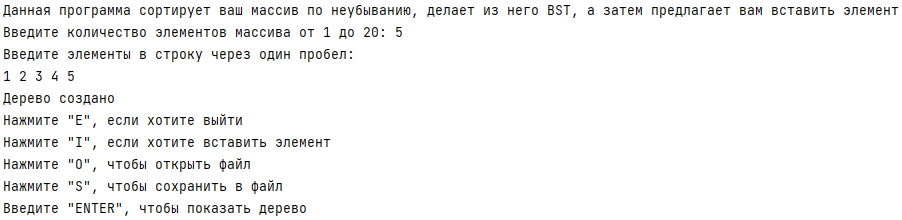 Данная программа сортирует ваш массив по неубыванию, делает из него BST, а затем предлагает вам вставить элемент
Введите количество элементов массива от 1 до 20: 5
Введите элементы в строку через один пробел:
1 2 3 4 5
Дерево создано
Нажмите "E", если хотите выйти
Нажмите "I", если хотите вставить элемент
Нажмите "O", чтобы открыть файл
Нажмите "S", чтобы сохранить в файл
Введите "ENTER", чтобы показать дерево